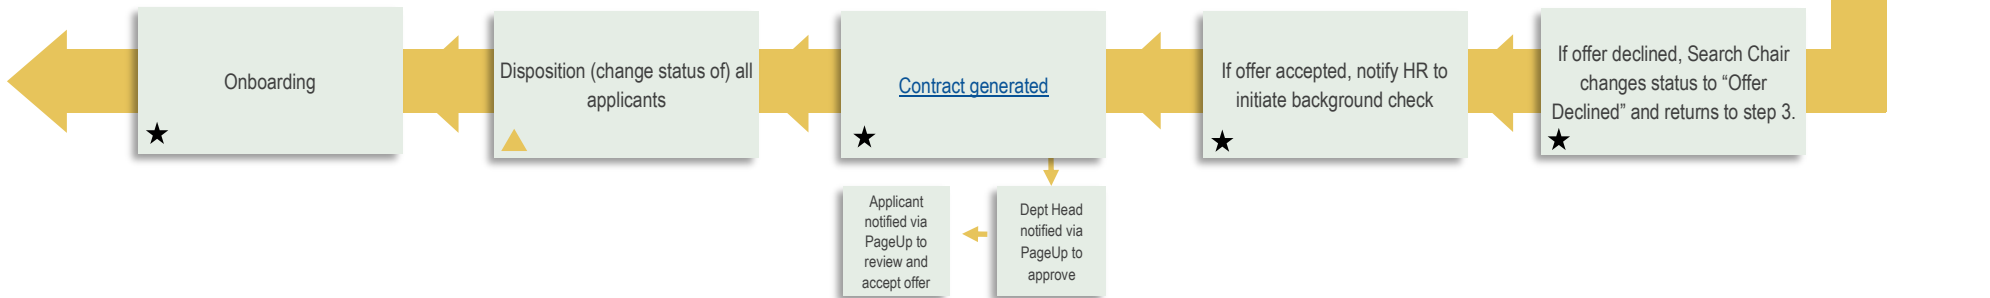 Onboarding
Disposition (change status of) all
applicants
Contract generated
If offer accepted, notify HR to
initiate background check
If offer declined, Search Chair
changes status to “Offer
Declined” and returns to step 3.
Applicant
notified via
PageUp to
review and
accept offer
Dept Head
notified via
PageUp to
approve